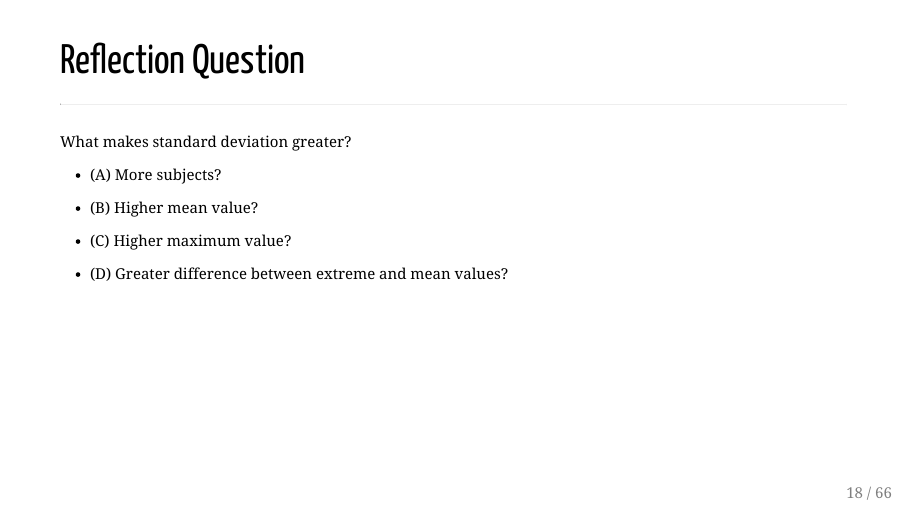 Reflection Question
What makes standard deviation greater?
• (A) More subjects?
• (B) Higher mean value?
• (C) Higher maximum value?
• (D) Greater difference between extreme and mean values?
18 / 66